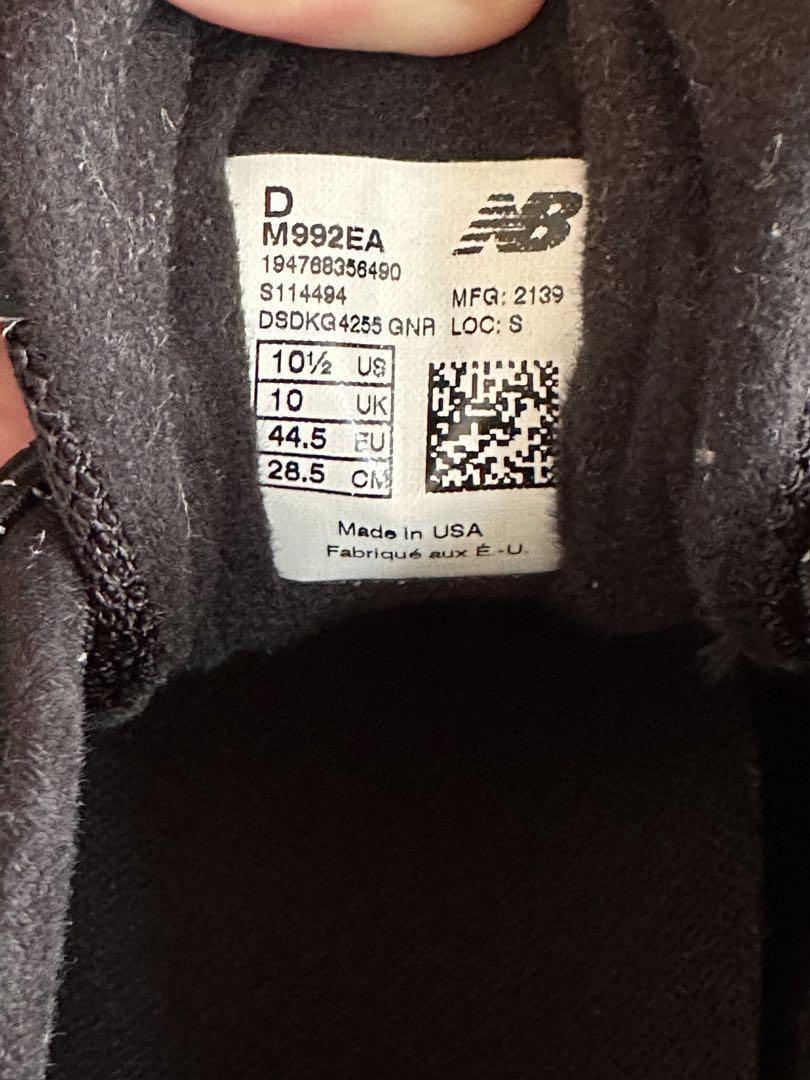 D
M992EA
NB
194768356490
S114494
MFG: 2139
DSDKG4255 GNR LOC: S
10½ US
10 UK
44.5 EU
28.5 CM
Made in USA
Fabriqué aux É.-U.